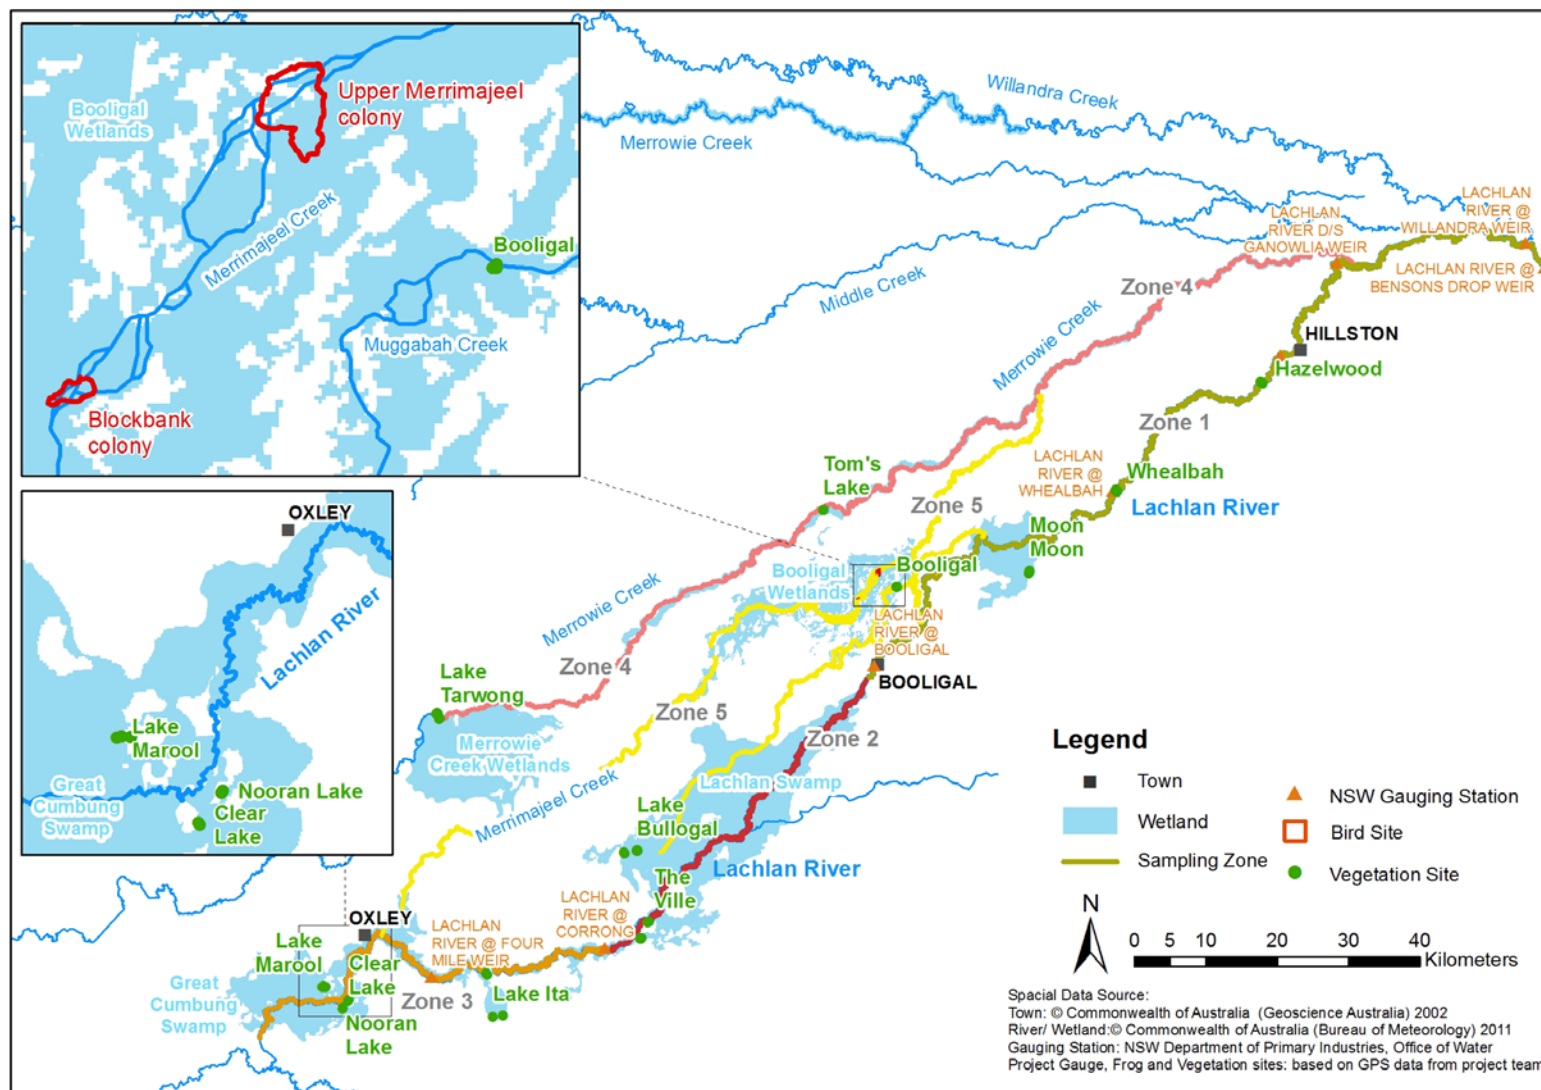 Booligal
Wetlands
Upper Merrimajeel
colony
Merrimajeel Creek
Booligal
Muggabah Creek
Blockbank
colony
Willandra Creek
Merrowie Creek
LACHLAN
RIVER @
WILLANDRA WEIR
LACHLAN
RIVER D/S
GANOWLIA WEIR
LACHLAN RIVER @
BENSONS DROP WEIR
Middle Creek
Zone 4
Merrowie Creek
HILLSTON
Hazelwood
Zone 1
LACHLAN
RIVER @
WHEALBAH
Whealbah
Lachlan River
Tom's
Lake
Zone 5
Moon
Moon
Booligal
Wetlands
Booligal
LACHLAN
RIVER @
BOOLIGAL
BOOLIGAL
Merrowie Creek
Zone 4
Lake
Tarwong
Zone 5
Merrowie
Creek Wetlands
Zone 2
Lachlan Swamp
Merrimajeel Creek
Lake
Bullogal
Lachlan River
The
Ville
LACHLAN
RIVER @
CORRONG
OXLEY
LACHLAN
RIVER @ FOUR
MILE WEIR
Lake
Marool
Clear
Lake
Zone 3
Lake Ita
Great
Cumbung
Swamp
Nooran
Lake
OXLEY
Lachlan River
Lake
Marool
Great
Cumbung
Swamp
Nooran Lake
Clear
Lake
Legend
Town
Wetland
Sampling Zone
NSW Gauging Station
Bird Site
Vegetation Site
N
0 5 10 20 30 40
Kilometers
Spacial Data Source:
Town: © Commonwealth of Australia (Geoscience Australia) 2002
River/ Wetland:© Commonwealth of Australia (Bureau of Meteorology) 2011
Gauging Station: NSW Department of Primary Industries, Office of Water
Project Gauge, Frog and Vegetation sites: based on GPS data from project team